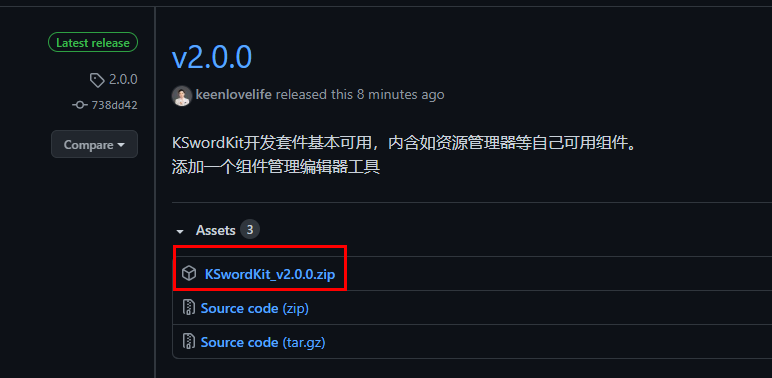 Latest release
2.0.0
738dd42
Compare
v2.0.0
keenlovelife released this 8 minutes ago
KSwordKit开发套件基本可用，内含如资源管理器等自己可用组件。
添加一个组件管理编辑器工具
Assets 3
KSwordKit_v2.0.0.zip
Source code (zip)
Source code (tar.gz)